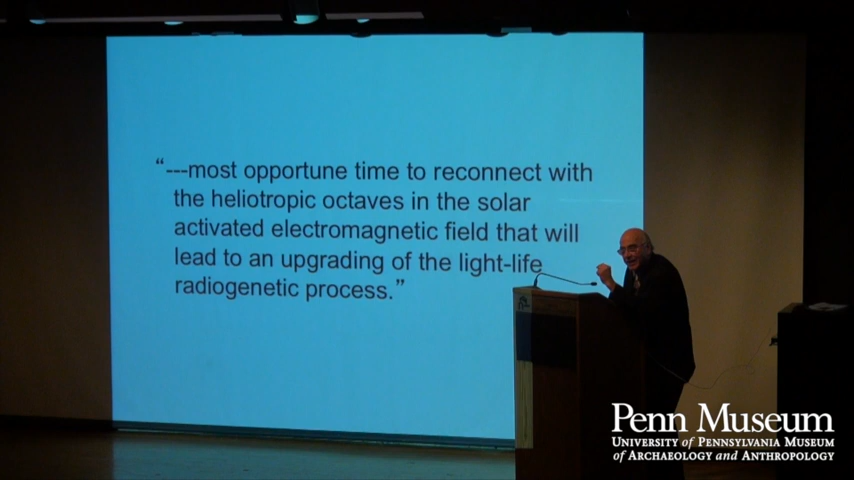 “---most opportune time to reconnect with
the heliotropic octaves in the solar
activated electromagnetic field that will
lead to an upgrading of the light-life
radiogenetic process.”
Penn Museum
University of Pennsylvania Museum
of Archaeology and Anthropology